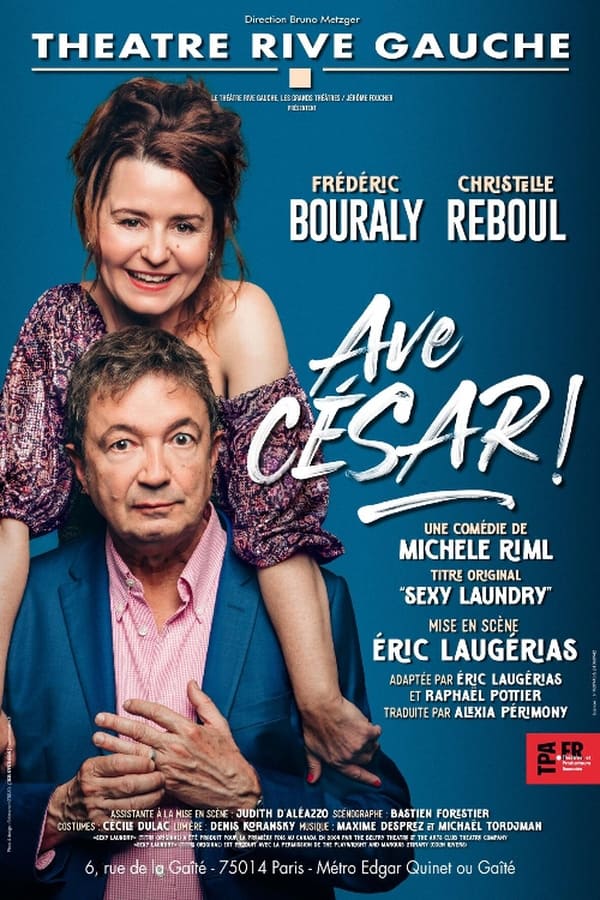 Direction Bruno Metzger
THEATRE RIVE GAUCHE
LE THÉÂTRE RIVE GAUCHE, LES GRANDS THÉÂTRES / JÉRÔME FOUCHER
PRÉSENTENT
FRÉDÉRIC BOURALY
CHRISTELLE REBOUL
AVE
CÉSAR !
UNE COMÉDIE DE
MICHELE RIML
TITRE ORIGINAL
"SEXY LAUNDRY"
MISE EN SCÈNE
ÉRIC LAUGÉRIAS
ADAPTÉE PAR ÉRIC LAUGÉRIAS
ET RAPHAËL POTTIER
TRADUITE PAR ALEXIA PÉRIMONY
TPA.FR
ASSISTANTE À LA MISE EN SCÈNE : JUDITH D'ALÉAZZO SCÉNOGRAPHE : BASTIEN FORESTIER
COSTUMES : CÉCILE DULAC LUMIÈRE : DENIS KORANSKY MUSIQUE : MAXIME DESPREZ ET MICHAËL TORDJMAN
6, rue de la Gaîté - 75014 Paris - Métro Edgar Quinet ou Gaîté